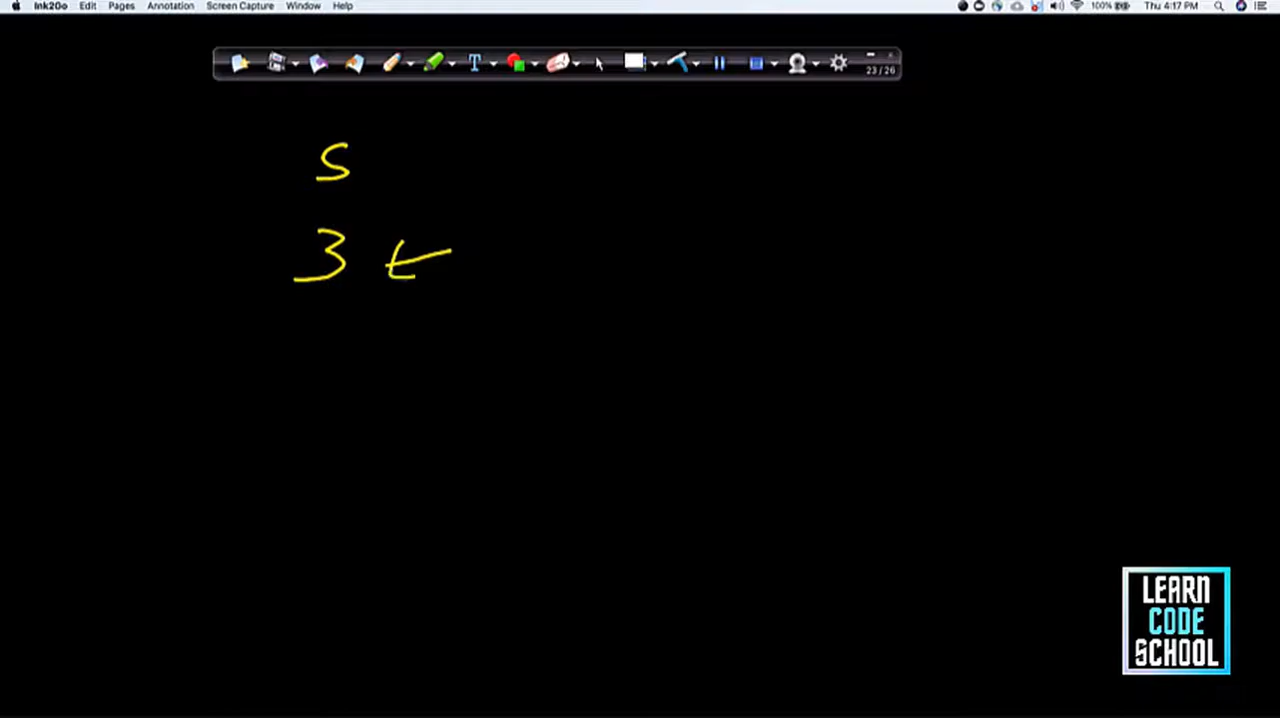 Ink2Go Edit Pages Annotation Screen Capture Window Help 100% Thu 4:17 PM
T
23 / 26
S
3 t
LEARN
CODE
SCHOOL